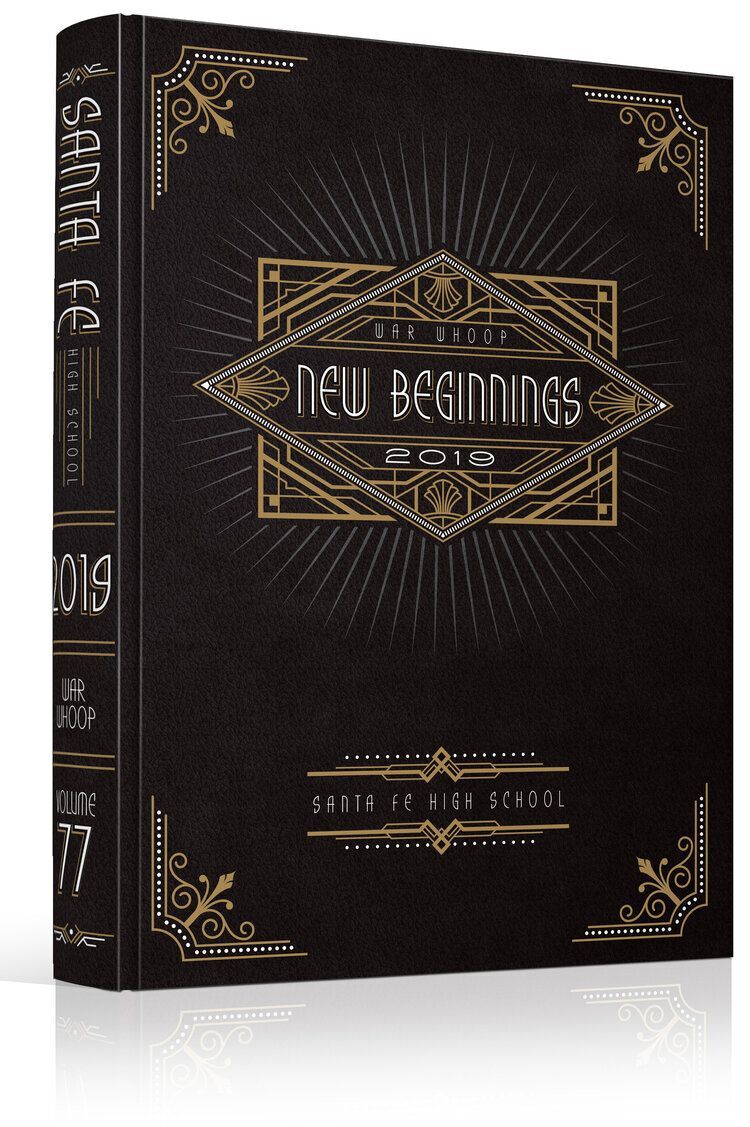 SANTA FE
HIGH SCHOOL
2019
WAR
WHOOP
VOLUME
77
WAR WHOOP
NEW BEGINNINGS
2019
SANTA FE HIGH SCHOOL